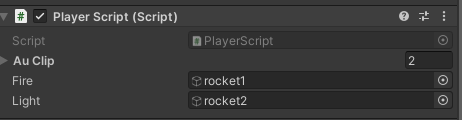 Player Script (Script)
Script PlayerScript
Au Clip 2
Fire rocket1
Light rocket2